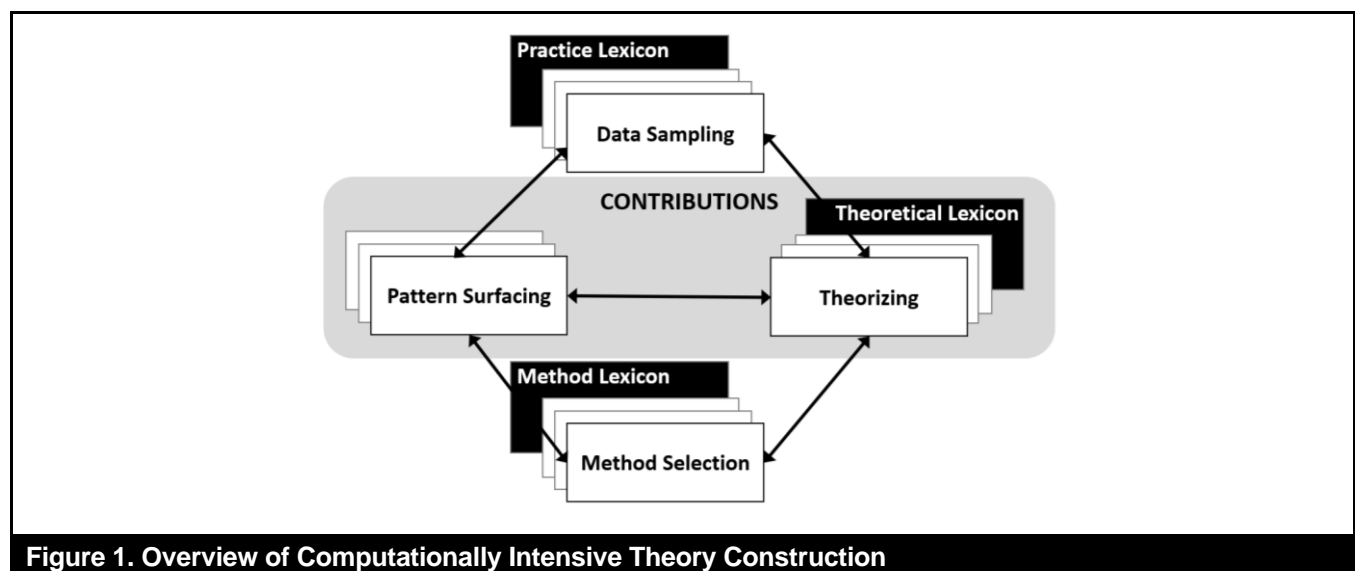 Practice Lexicon
Data Sampling
CONTRIBUTIONS
Theoretical Lexicon
Pattern Surfacing
Theorizing
Method Lexicon
Method Selection
Figure 1. Overview of Computationally Intensive Theory Construction